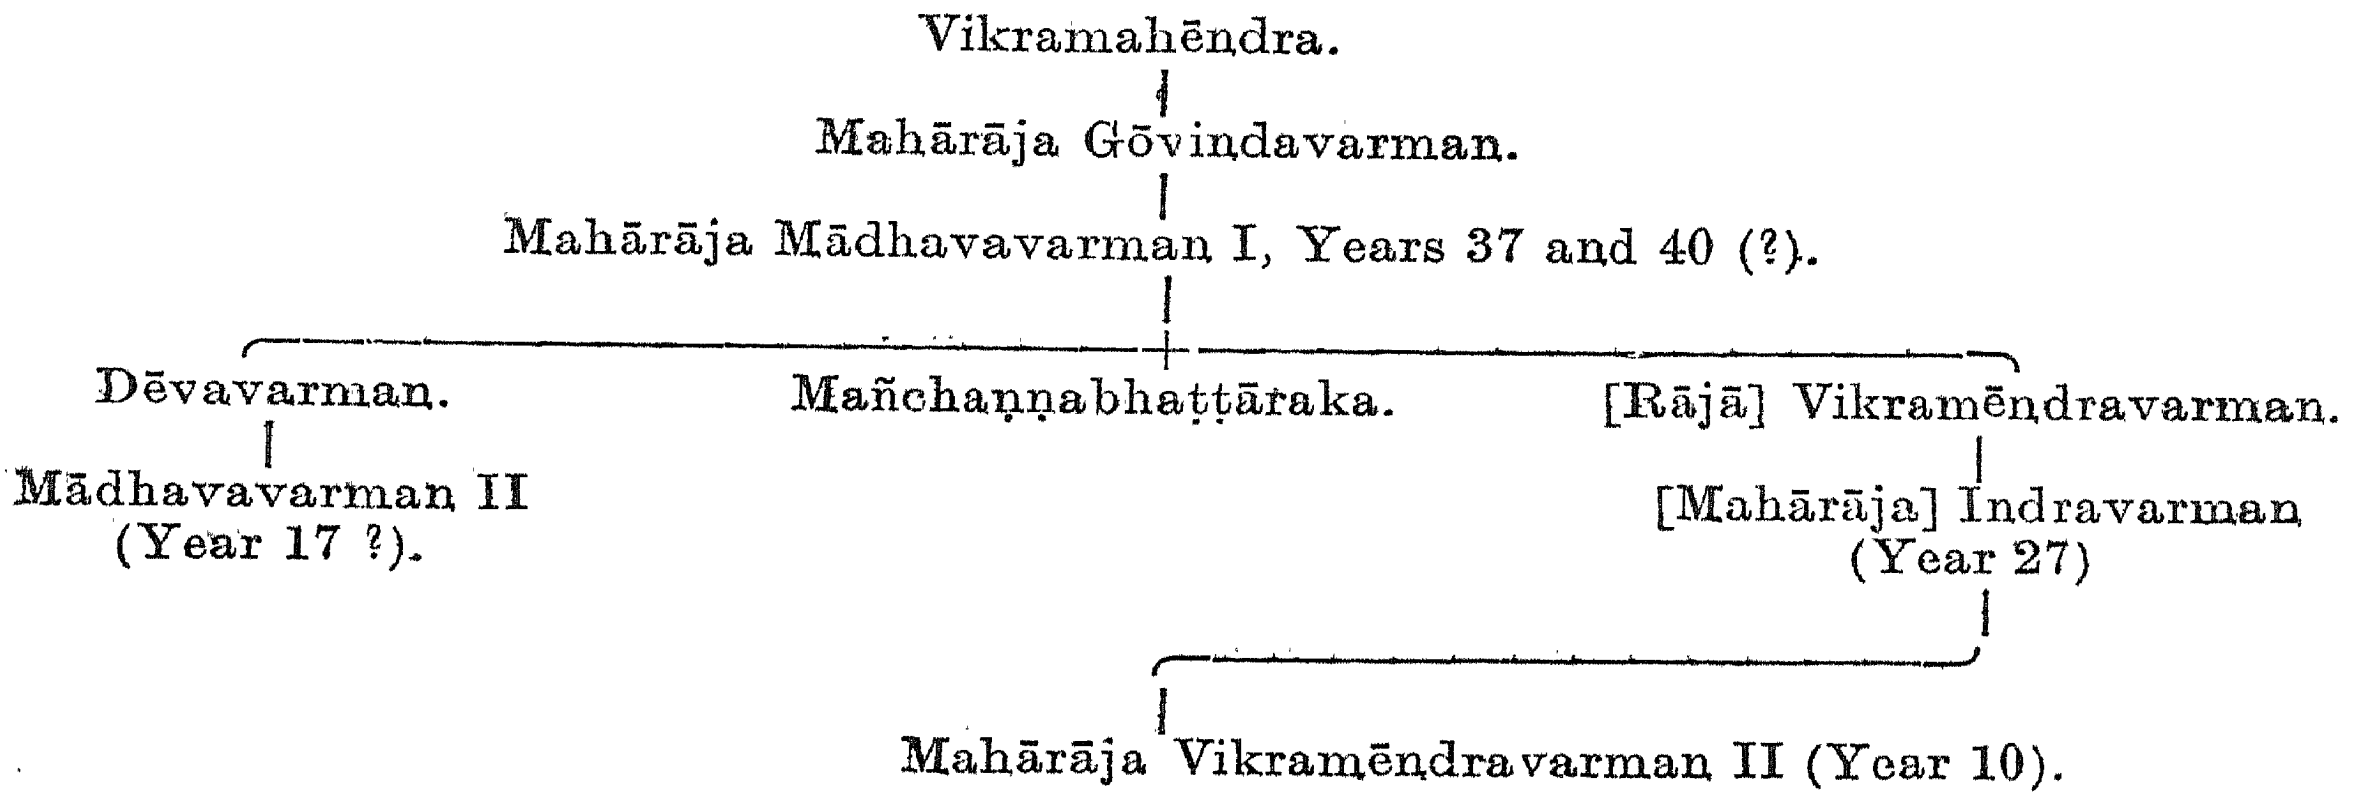 Vikramahēndra.
Mahārāja Gōvindavarman.
Mahārāja Mādhavavarman I, Years 37 and 40 (?).
Dēvavarman. Mañchaṇṇabhaṭṭāraka. [Rājā] Vikramēndravarman.
Mādhavavarman II [Mahārāja] Indravarman
(Year 17 ?). (Year 27)
Mahārāja Vikramēndravarman II (Year 10).